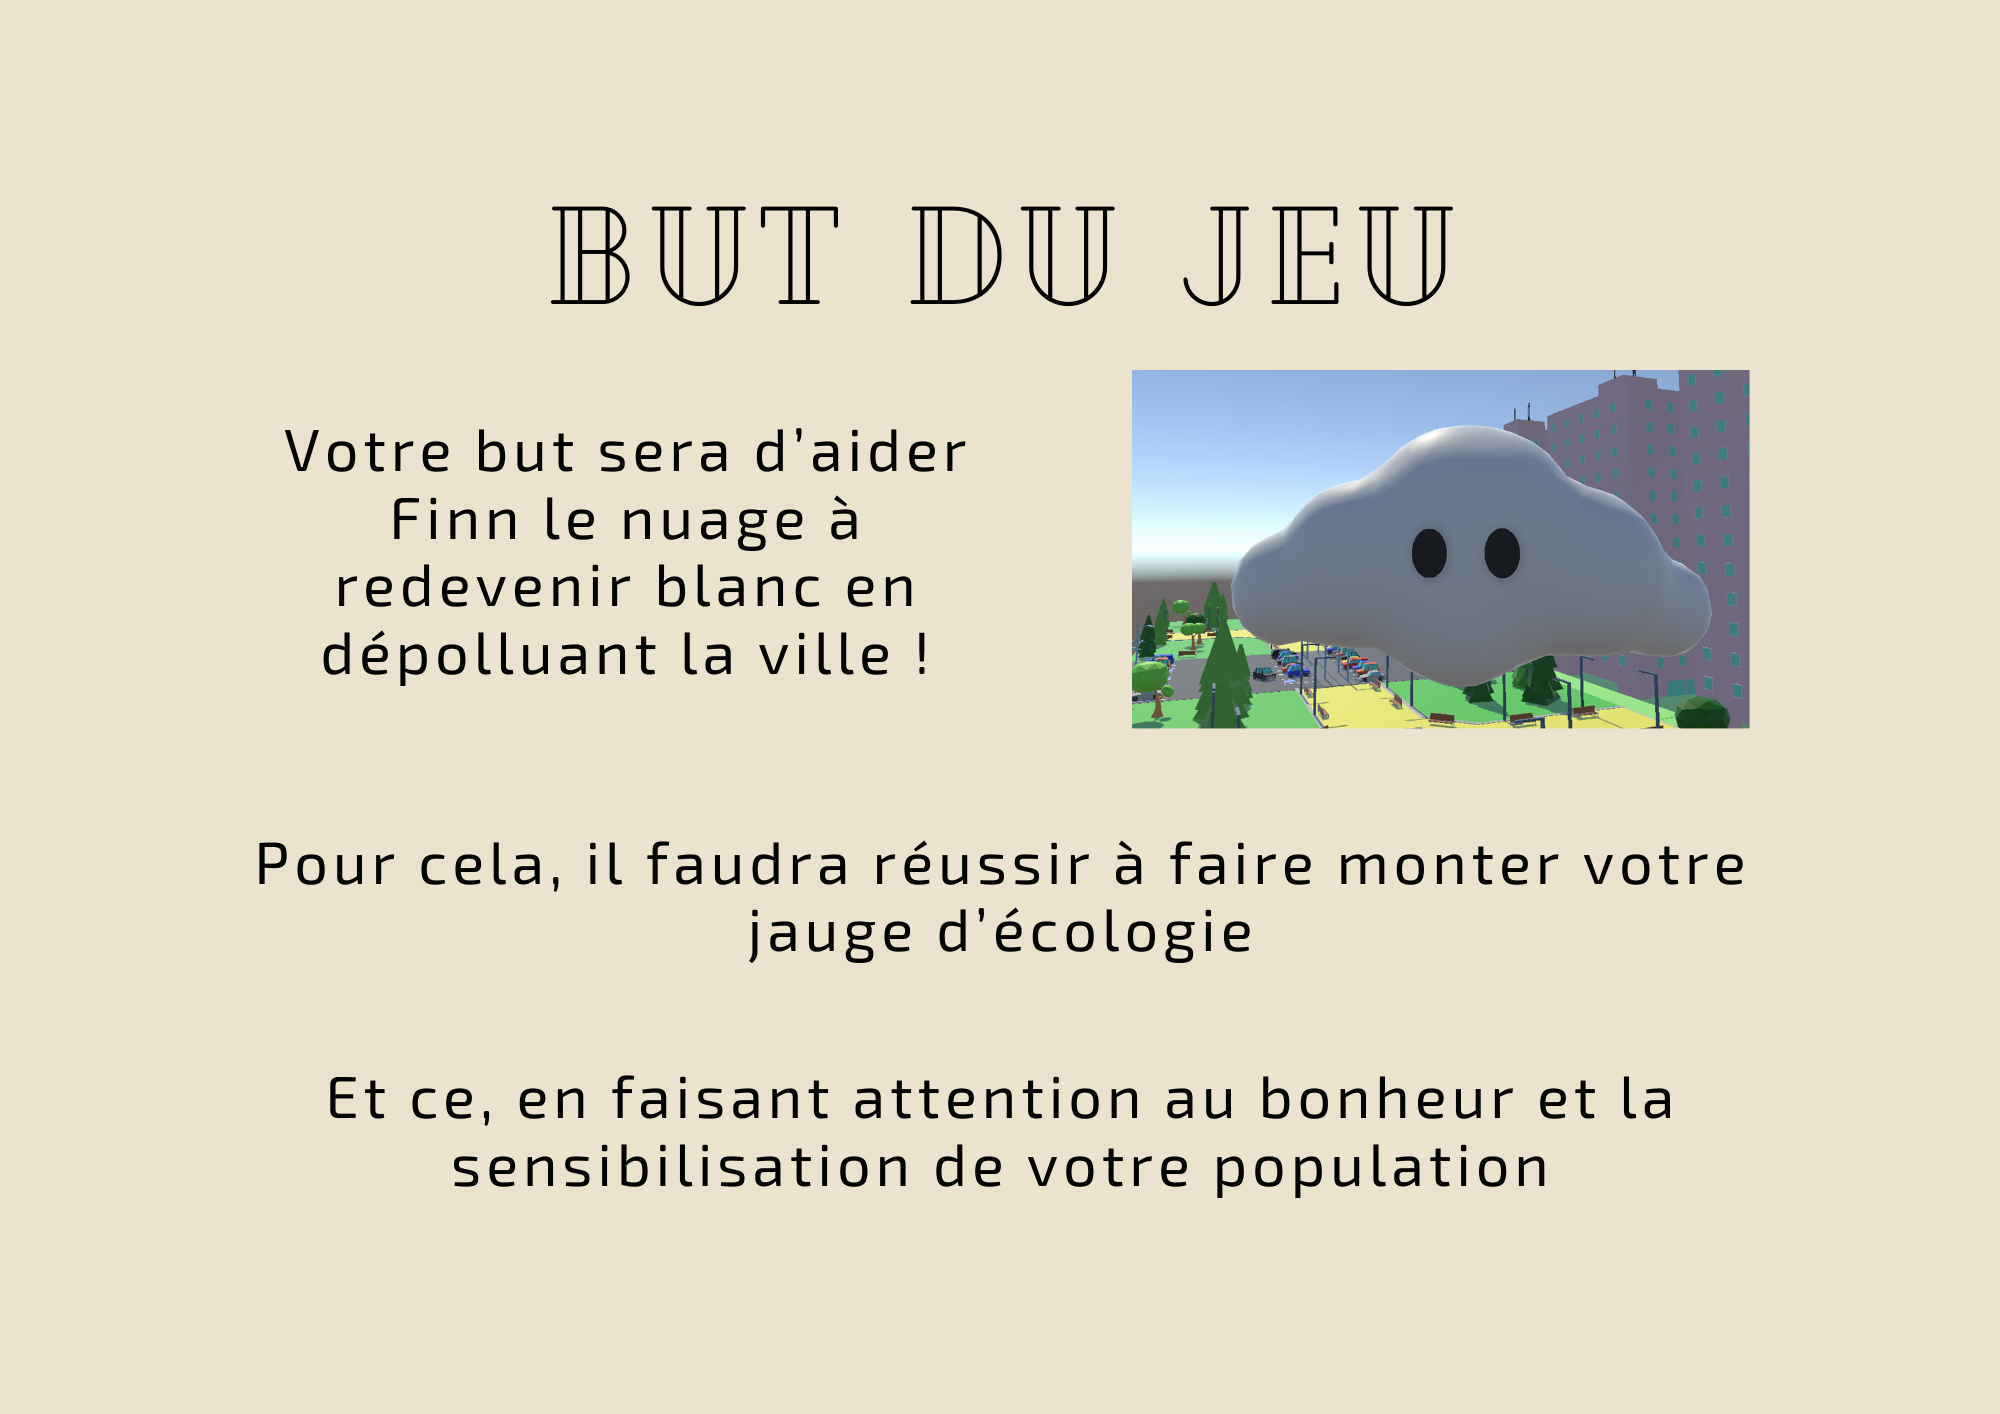 BUT DU JEU
Votre but sera d’aider
Finn le nuage à
redevenir blanc en
dépolluant la ville !
Pour cela, il faudra réussir à faire monter votre
jauge d’écologie
Et ce, en faisant attention au bonheur et la
sensibilisation de votre population